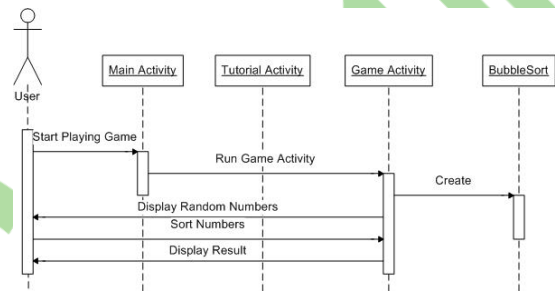 Main Activity
Tutorial Activity
Game Activity
BubbleSort
User
Start Playing Game
Run Game Activity
Create
Display Random Numbers
Sort Numbers
Display Result